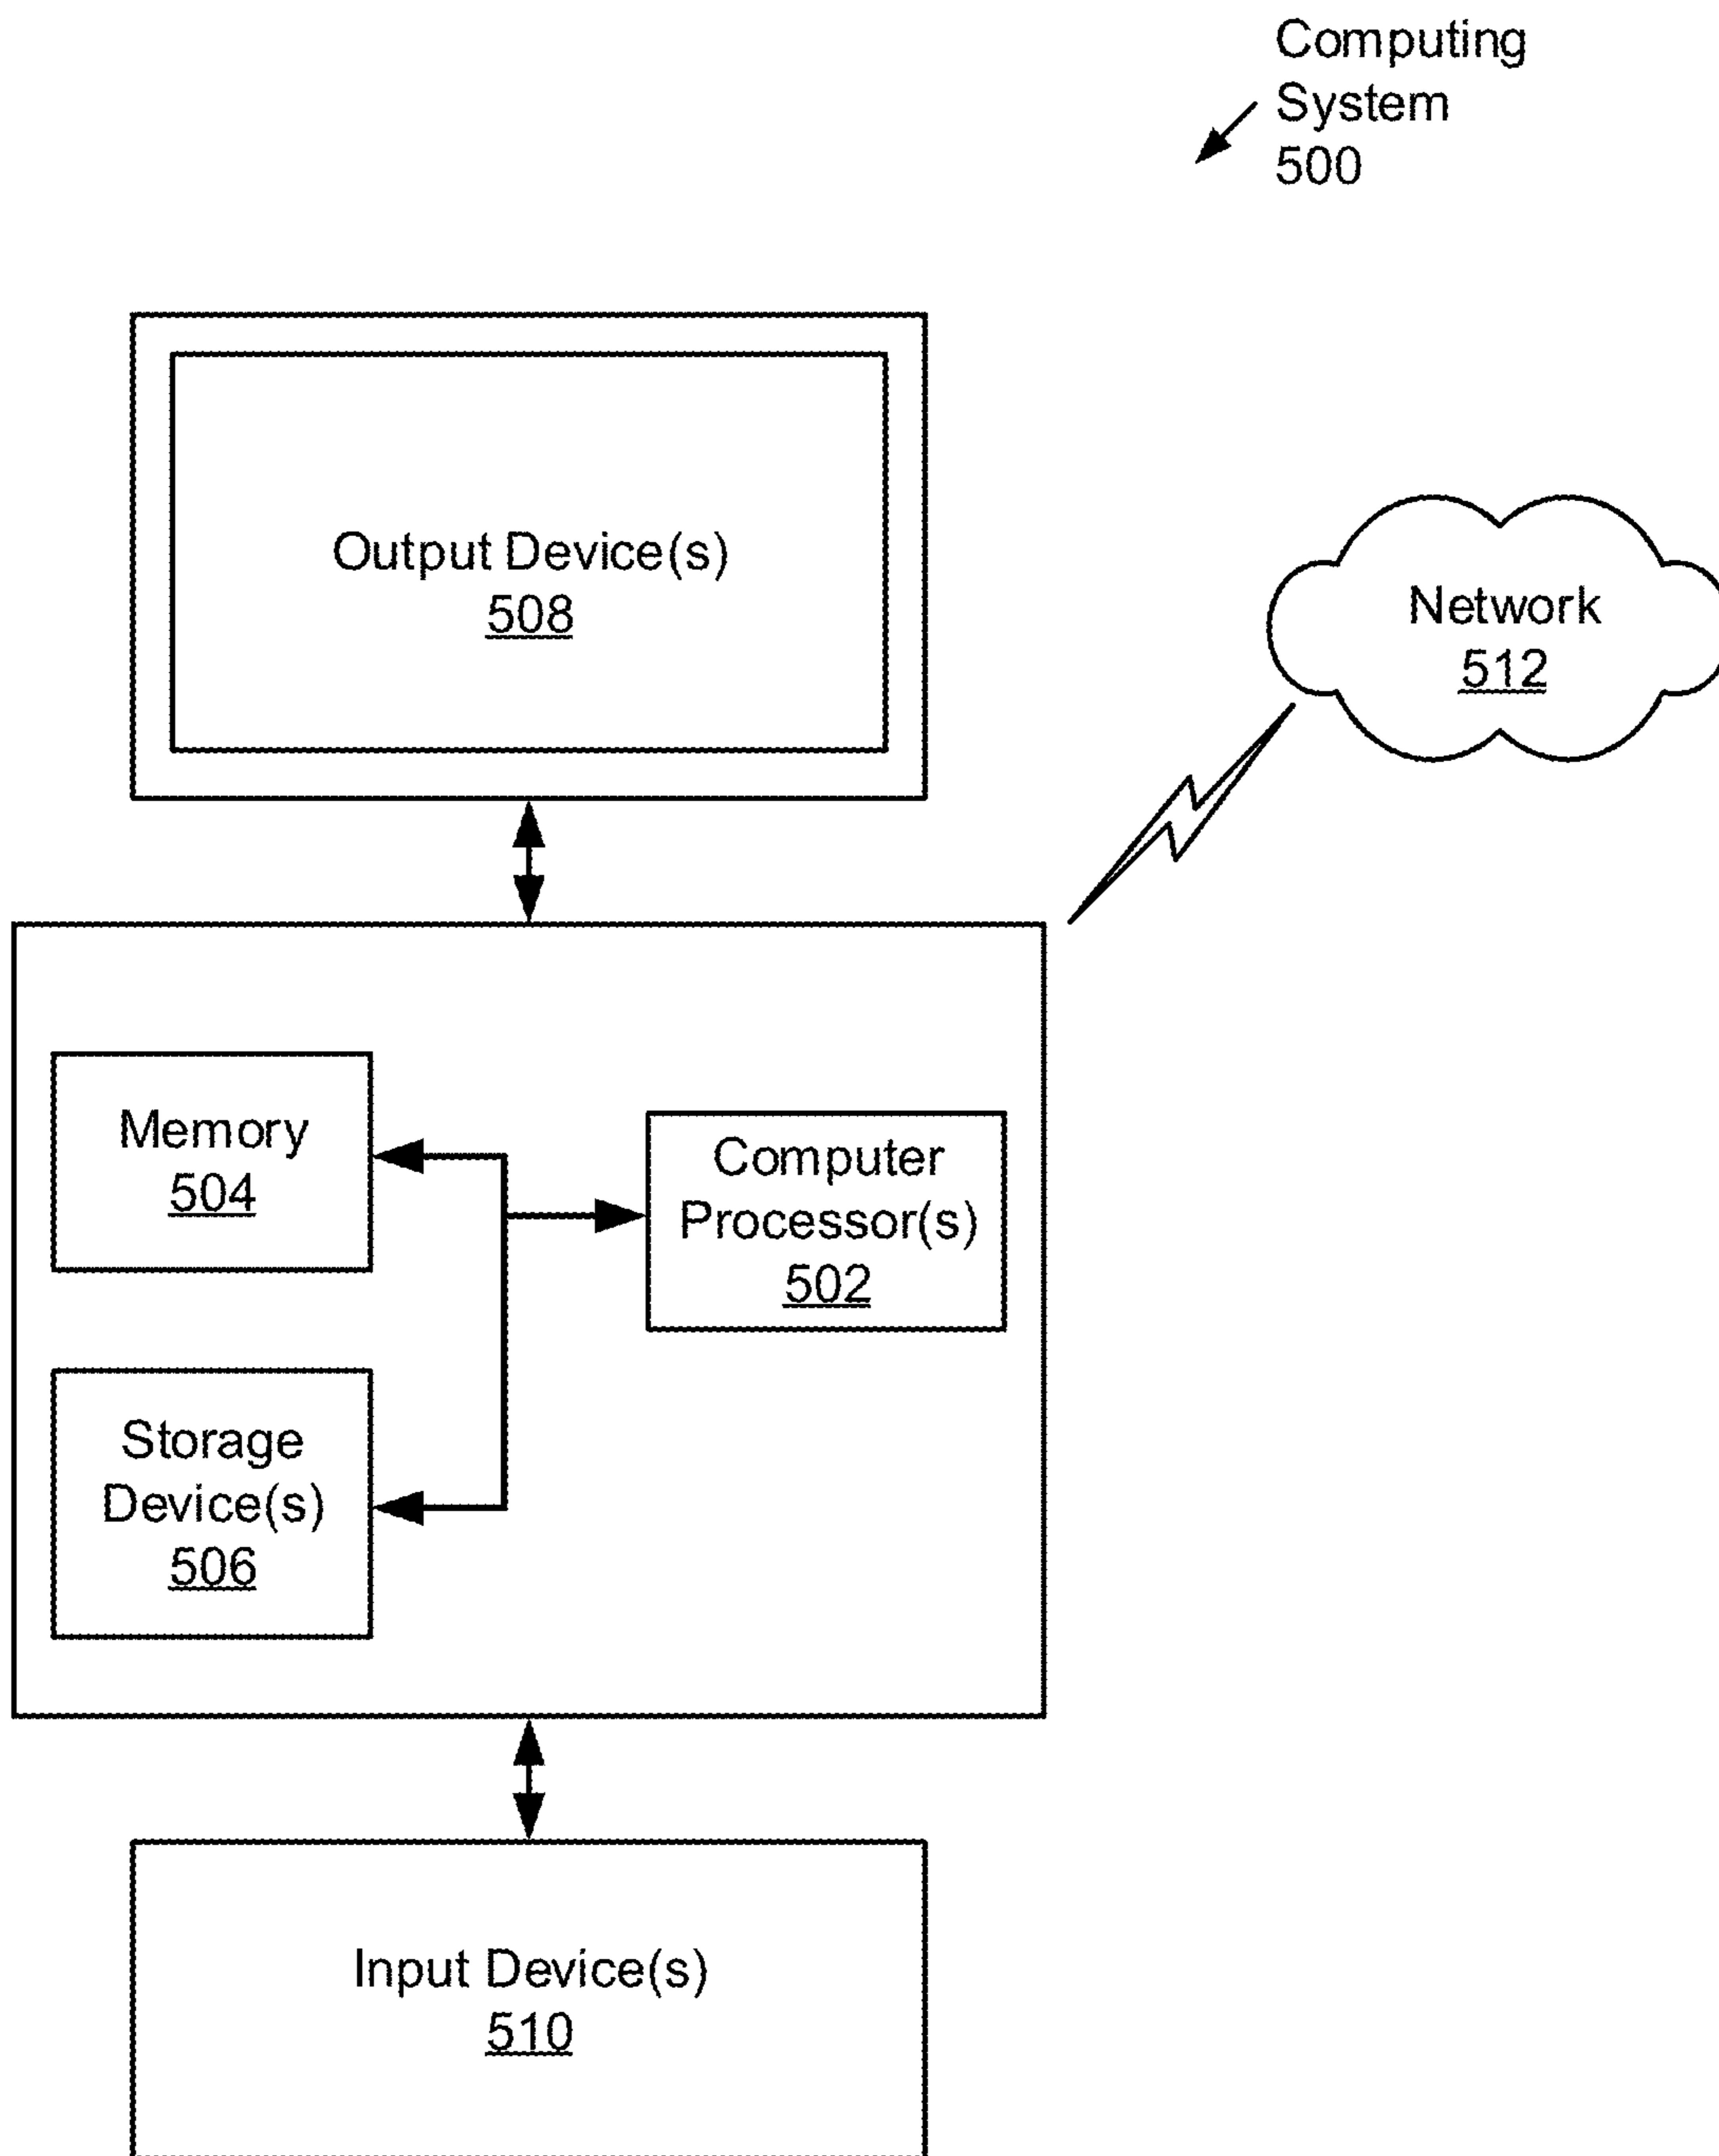 Computing
System
500
Output Device(s)
508
Network
512
Memory
504
Computer
Processor(s)
502
Storage
Device(s)
506
Input Device(s)
510